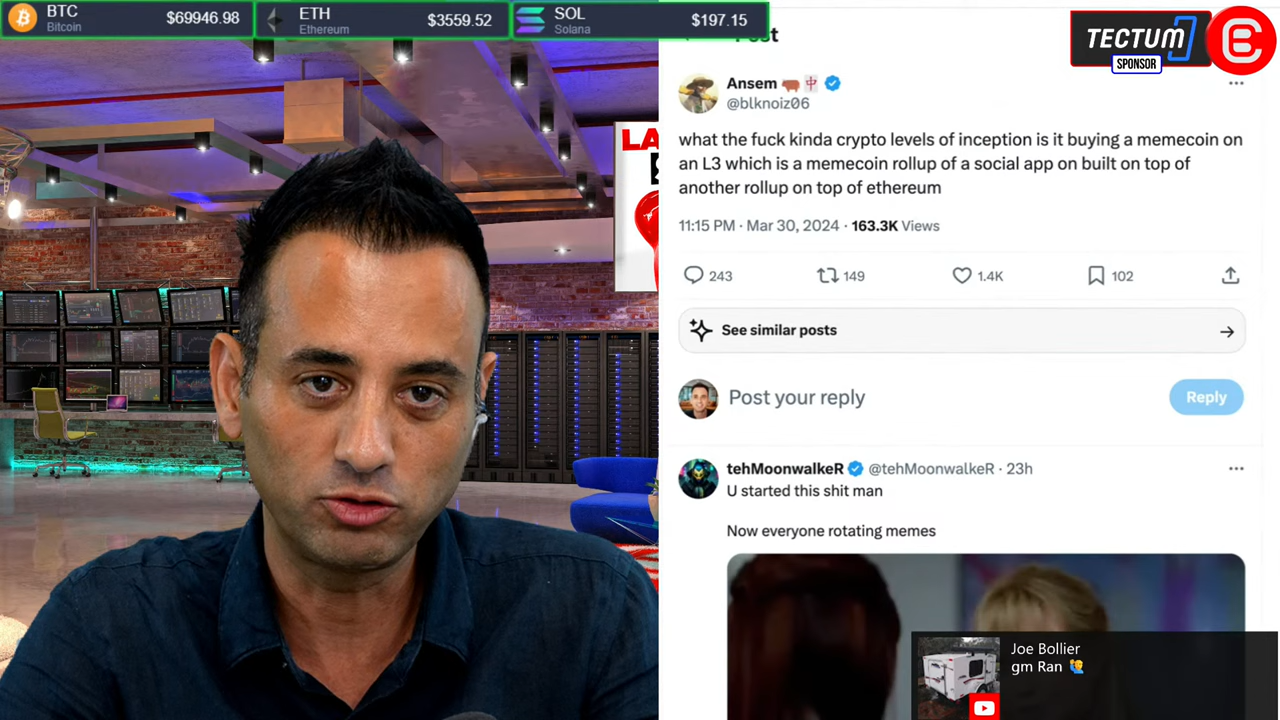 BTC
Bitcoin
$69946.98
ETH
Ethereum
$3559.52
SOL
Solana
$197.15
TECTUM
SPONSOR
LA
Ansem
@blknoiz06
what the fuck kinda crypto levels of inception is it buying a memecoin on
an L3 which is a memecoin rollup of a social app on built on top of
another rollup on top of ethereum
11:15 PM · Mar 30, 2024 · 163.3K Views
243
149
1.4K
102
See similar posts
Post your reply
Reply
tehMoonwalkeR @tehMoonwalkeR · 23h
U started this shit man
Now everyone rotating memes
Joe Bollier
gm Ran 🙋